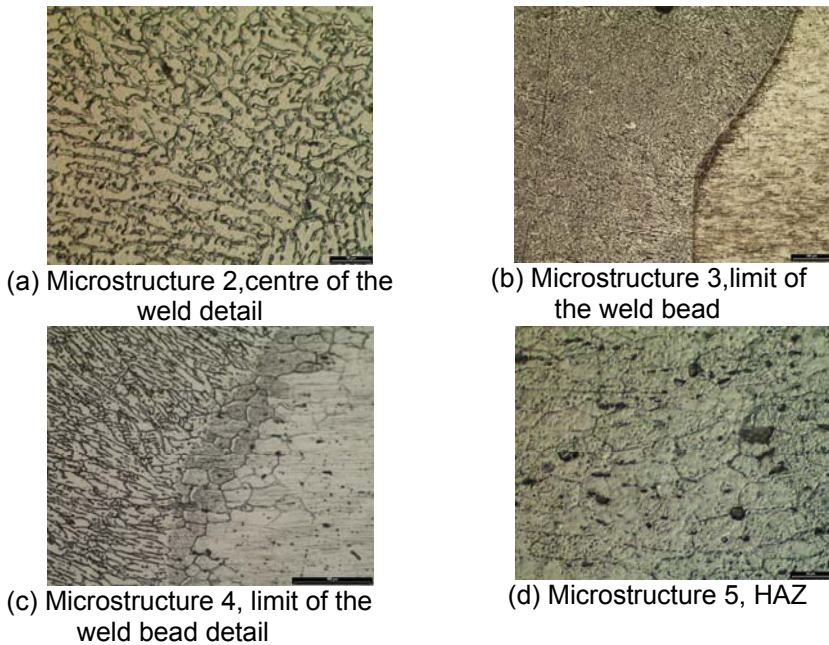 (a) Microstructure 2,centre of the
weld detail
(b) Microstructure 3,limit of
the weld bead
(c) Microstructure 4, limit of the
weld bead detail
(d) Microstructure 5, HAZ